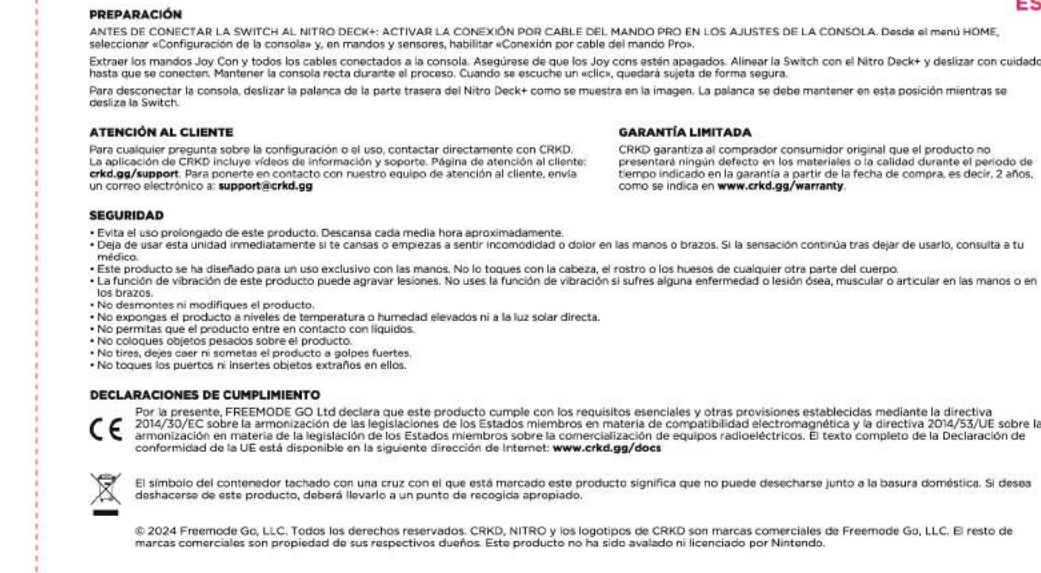 ES
PREPARACIÓN
ANTES DE CONECTAR LA SWITCH AL NITRO DECK+: ACTIVAR LA CONEXIÓN POR CABLE DEL MANDO PRO EN LOS AJUSTES DE LA CONSOLA. Desde el menú HOME,
seleccionar «Configuración de la consola» y, en mandos y sensores, habilitar «Conexión por cable del mando Pro».
Extraer los mandos Joy Con y todos los cables conectados a la consola. Asegúrese de que los Joy cons estén apagados. Alinear la Switch con el Nitro Deck+ y deslizar con cuidado
hasta que se conecten. Mantener la consola recta durante el proceso. Cuando se escuche un «clic», quedará sujeta de forma segura.
Para desconectar la consola, deslizar la palanca de la parte trasera del Nitro Deck+ como se muestra en la imagen. La palanca se debe mantener en esta posición mientras se
desliza la Switch.
ATENCIÓN AL CLIENTE
Para cualquier pregunta sobre la configuración o el uso, contactar directamente con CRKD.
La aplicación de CRKD incluye vídeos de información y soporte. Página de atención al cliente:
crkd.gg/support. Para ponerte en contacto con nuestro equipo de atención al cliente, envía
un correo electrónico a: support@crkd.gg
GARANTÍA LIMITADA
CRKD garantiza al comprador consumidor original que el producto no
presentará ningún defecto en los materiales o la calidad durante el periodo de
tiempo indicado en la garantía a partir de la fecha de compra, es decir, 2 años,
como se indica en www.crkd.gg/warranty.
SEGURIDAD
• Evita el uso prolongado de este producto. Descansa cada media hora aproximadamente.
• Deja de usar esta unidad inmediatamente si te cansas o empiezas a sentir incomodidad o dolor en las manos o brazos. Si la sensación continúa tras dejar de usarlo, consulta a tu
médico.
• Este producto se ha diseñado para un uso exclusivo con las manos. No lo toques con la cabeza, el rostro o los huesos de cualquier otra parte del cuerpo.
• La función de vibración de este producto puede agravar lesiones. No uses la función de vibración si sufres alguna enfermedad o lesión ósea, muscular o articular en las manos o en
los brazos.
• No desmontes ni modifiques el producto.
• No expongas el producto a niveles de temperatura o humedad elevados ni a la luz solar directa.
• No permitas que el producto entre en contacto con líquidos.
• No coloques objetos pesados sobre el producto.
• No tires, dejes caer ni sometas el producto a golpes fuertes.
• No toques los puertos ni insertes objetos extraños en ellos.
DECLARACIONES DE CUMPLIMIENTO
Por la presente, FREEMODE GO Ltd declara que este producto cumple con los requisitos esenciales y otras provisiones establecidas mediante la directiva
2014/30/EC sobre la armonización de las legislaciones de los Estados miembros en materia de compatibilidad electromagnética y la directiva 2014/53/UE sobre la
armonización en materia de la legislación de los Estados miembros sobre la comercialización de equipos radioeléctricos. El texto completo de la Declaración de
conformidad de la UE está disponible en la siguiente dirección de Internet: www.crkd.gg/docs
El símbolo del contenedor tachado con una cruz con el que está marcado este producto significa que no puede desecharse junto a la basura doméstica. Si desea
deshacerse de este producto, deberá llevarlo a un punto de recogida apropiado.
© 2024 Freemode Go, LLC. Todos los derechos reservados. CRKD, NITRO y los logotipos de CRKD son marcas comerciales de Freemode Go, LLC. El resto de
marcas comerciales son propiedad de sus respectivos dueños. Este producto no ha sido avalado ni licenciado por Nintendo.